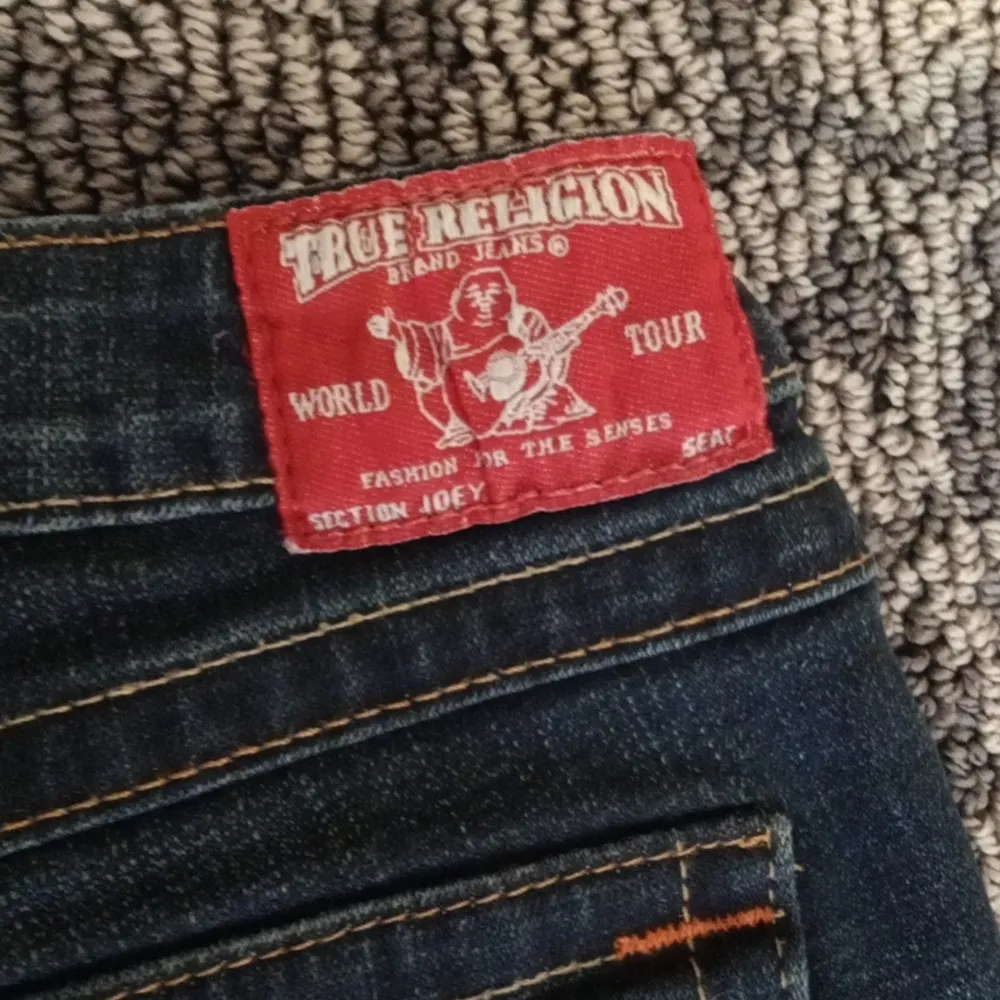 TRUE RELIGION
BRAND JEANS®
WORLD TOUR
FASHION FOR THE SENSES
SECTION JOEY SEAT